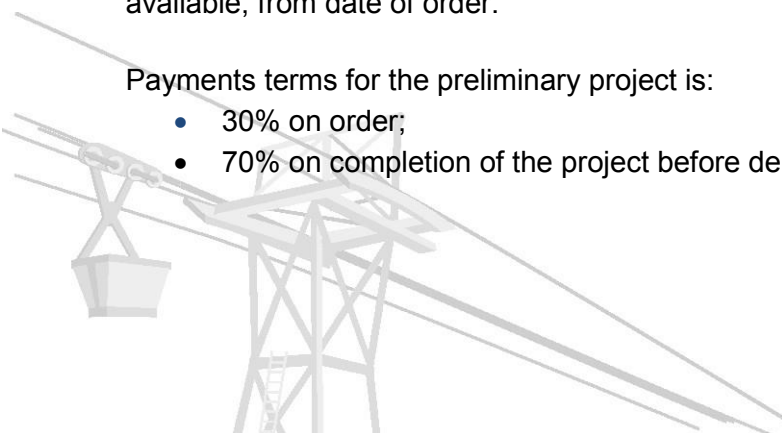 available, from date of order.
Payments terms for the preliminary project is:
• 30% on order;
• 70% on completion of the project before de